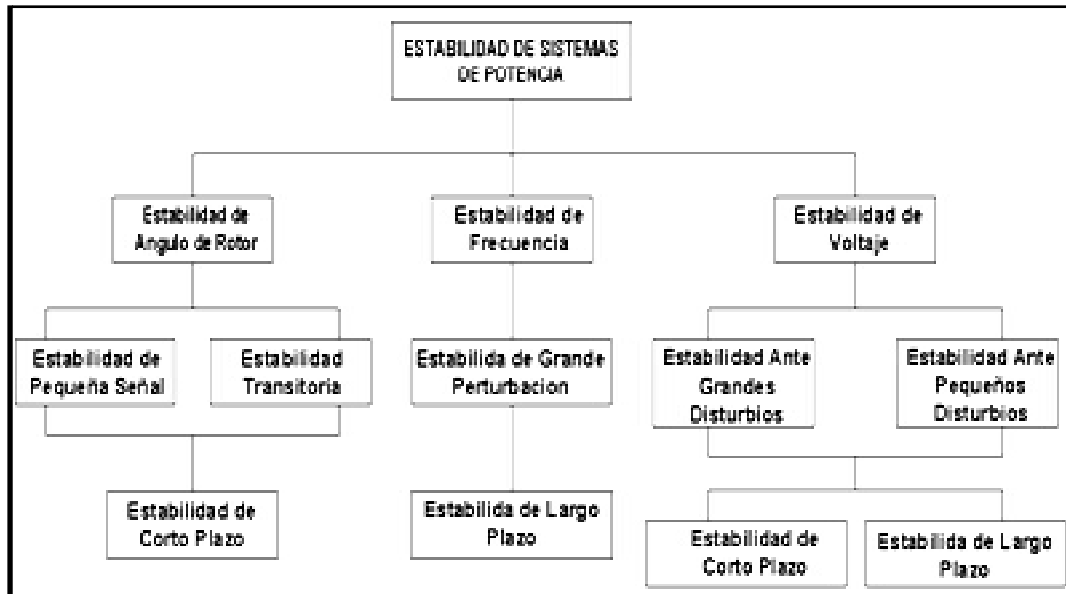 ESTABILIDAD DE SISTEMAS
DE POTENCIA
Estabilidad de
Angulo de Rotor
Estabilidad de
Frecuencia
Estabilidad de
Voltaje
Estabilidad de
Pequeña Señal
Estabilidad
Transitoria
Estabilida de Grande
Perturbacion
Estabilidad Ante
Grandes
Disturbios
Estabilidad Ante
Pequeños
Disturbios
Estabilidad de
Corto Plazo
Estabilida de Largo
Plazo
Estabilidad de
Corto Plazo
Estabilida de Largo
Plazo